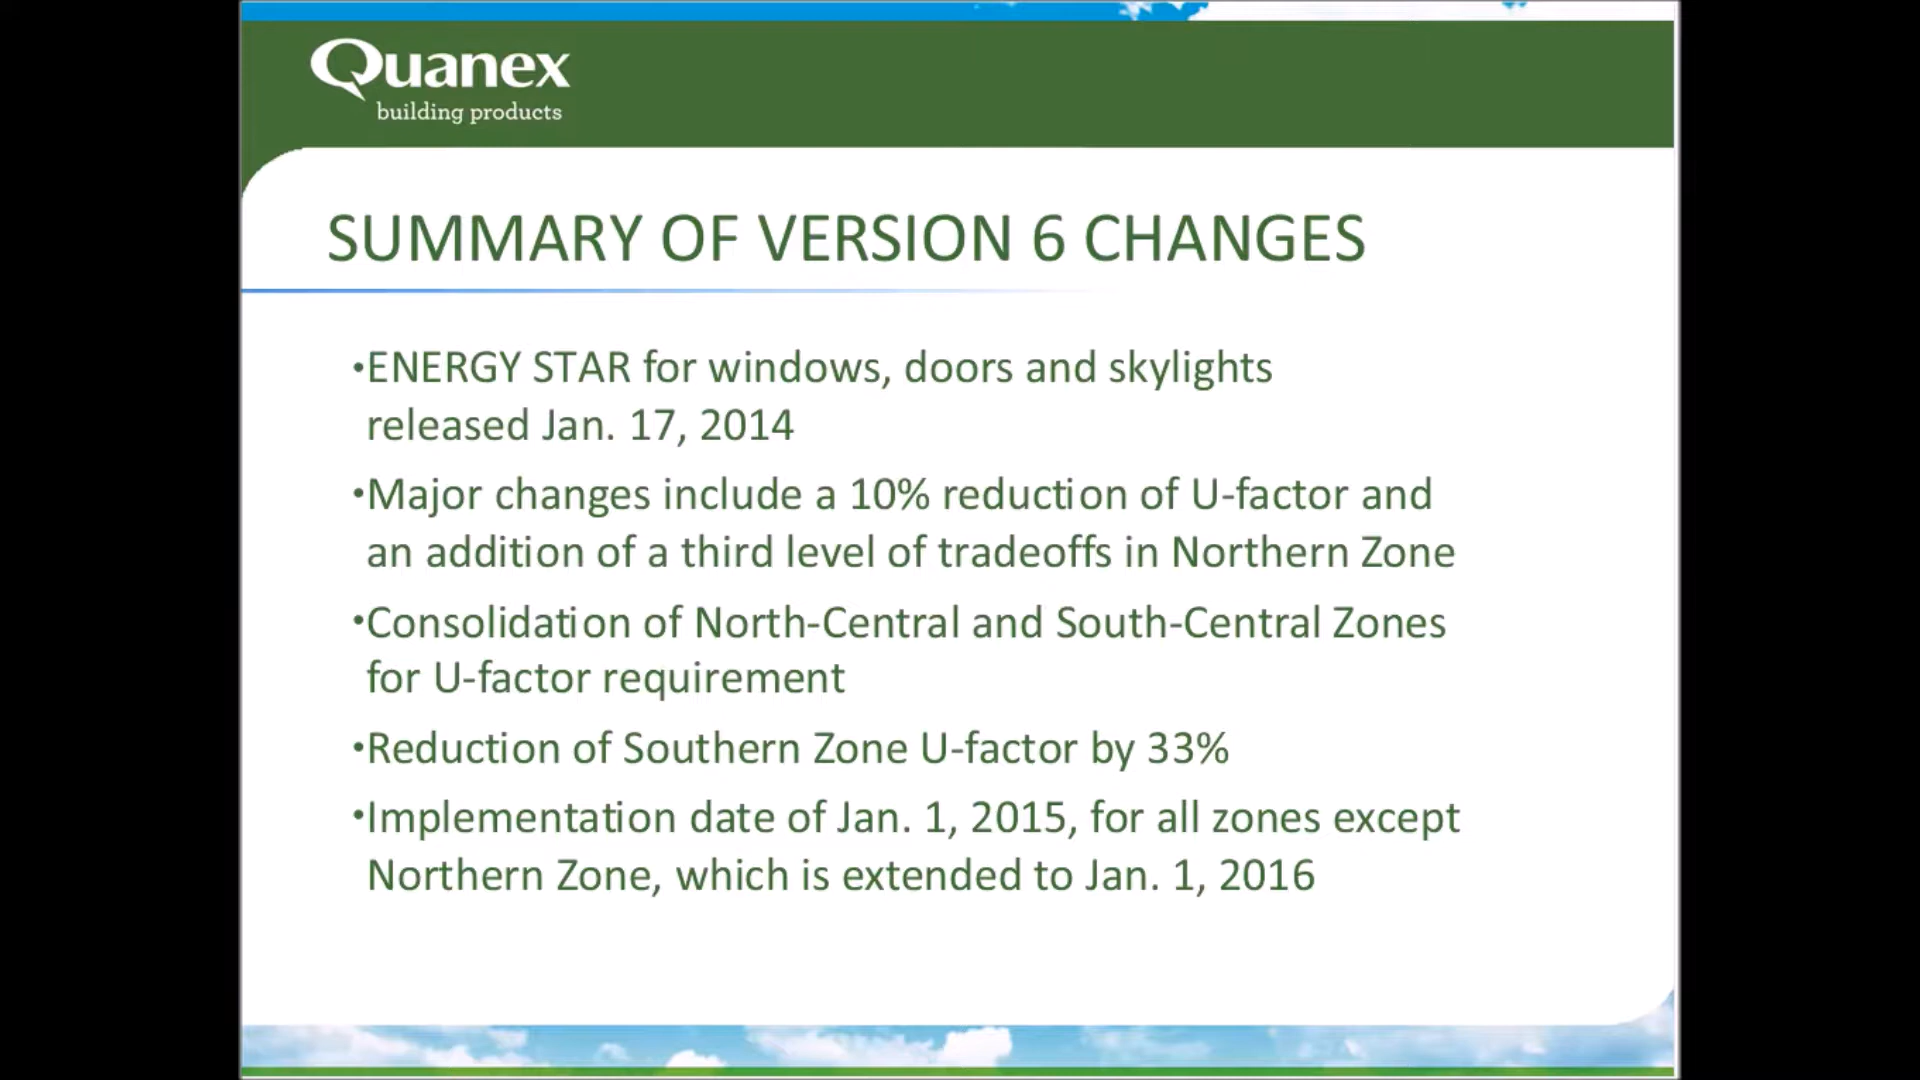 Quanex
building products
SUMMARY OF VERSION 6 CHANGES
•ENERGY STAR for windows, doors and skylights
released Jan. 17, 2014
•Major changes include a 10% reduction of U-factor and
an addition of a third level of tradeoffs in Northern Zone
•Consolidation of North-Central and South-Central Zones
for U-factor requirement
•Reduction of Southern Zone U-factor by 33%
•Implementation date of Jan. 1, 2015, for all zones except
Northern Zone, which is extended to Jan. 1, 2016